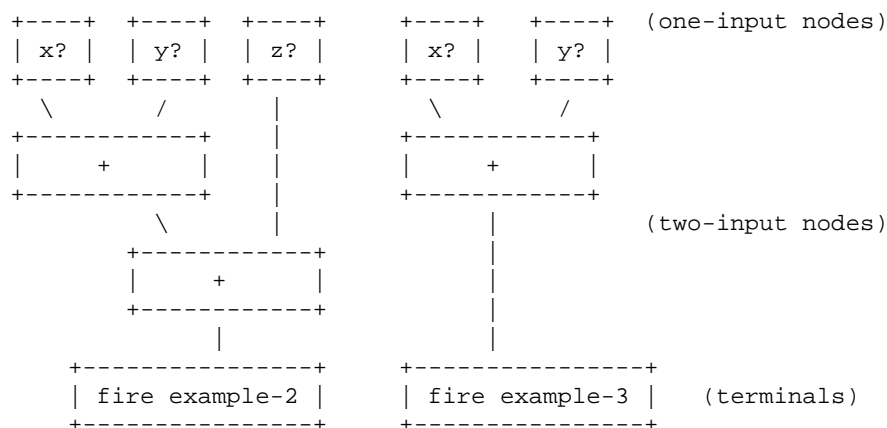 (one-input nodes)
x? y? z? x? y?
+ +
(two-input nodes)
+
fire example-2 fire example-3 (terminals)